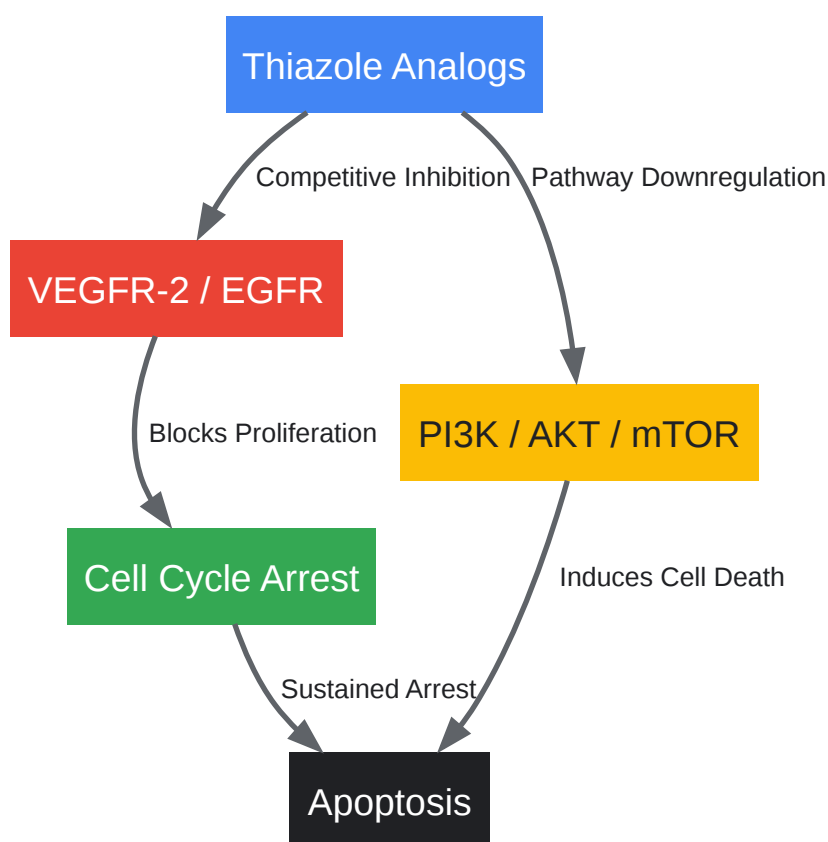 Thiazole Analogs
Competitive Inhibition
Pathway Downregulation
VEGFR-2 / EGFR
Blocks Proliferation
PI3K / AKT / mTOR
Cell Cycle Arrest
Induces Cell Death
Sustained Arrest
Apoptosis